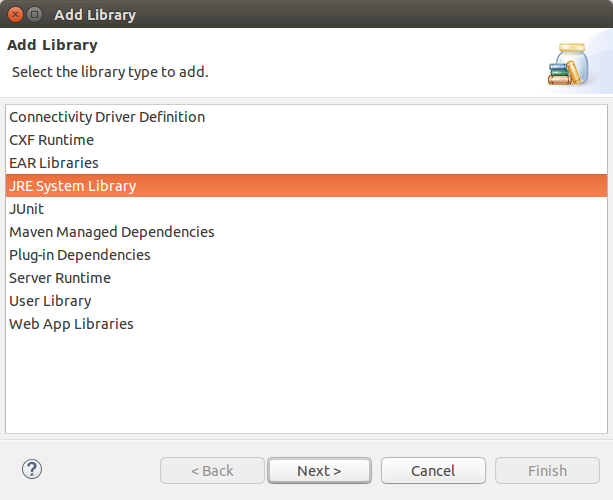 Add Library
Add Library
Select the library type to add.
Connectivity Driver Definition
CXF Runtime
EAR Libraries
JRE System Library
JUnit
Maven Managed Dependencies
Plug-in Dependencies
Server Runtime
User Library
Web App Libraries
? < Back Next > Cancel Finish